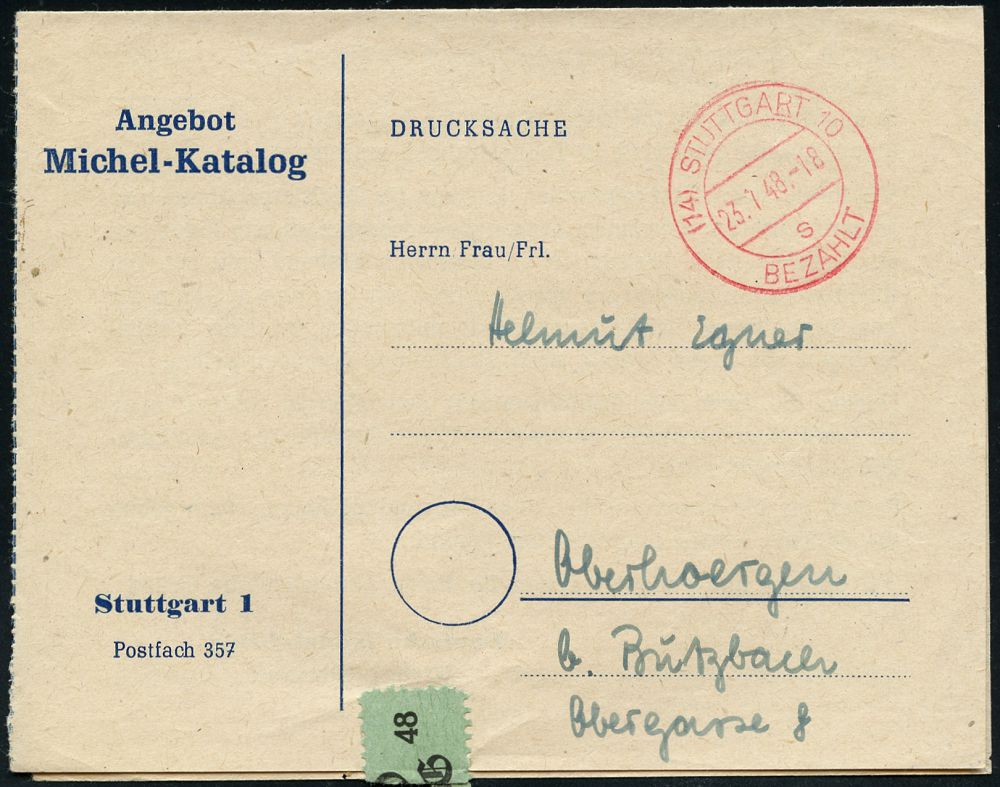 Angebot
Michel-Katalog
DRUCKSACHE
(14) STUTTGART 10
23.7.48.-18
s
BEZAHLT
Herrn Frau/Frl.
Helmut Egner
Oberhoergen
b. Butzbach
Obergasse 8
Stuttgart 1
Postfach 357
48